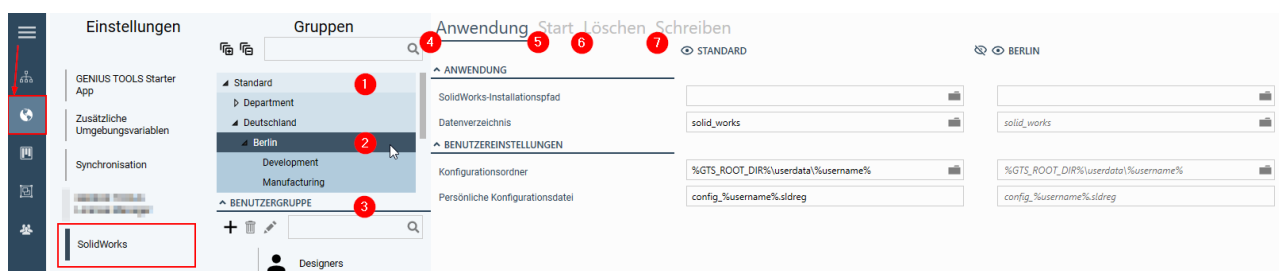 Einstellungen
Gruppen
Anwendung Start Löschen Schreiben
4
5
6
7
STANDARD
BERLIN
GENIUS TOOLS Starter
App
Zusätzliche
Umgebungsvariablen
Synchronisation
SolidWorks
Standard
1
Department
Deutschland
Berlin
2
Development
Manufacturing
BENUTZERGRUPPE
3
Designers
ANWENDUNG
SolidWorks-Installationspfad
Datenverzeichnis
solid_works
solid_works
BENUTZEREINSTELLUNGEN
Konfigurationsordner
%GTS_ROOT_DIR%\userdata\%username%
%GTS_ROOT_DIR%\userdata\%username%
Persönliche Konfigurationsdatei
config_%username%.sldreg
config_%username%.sldreg